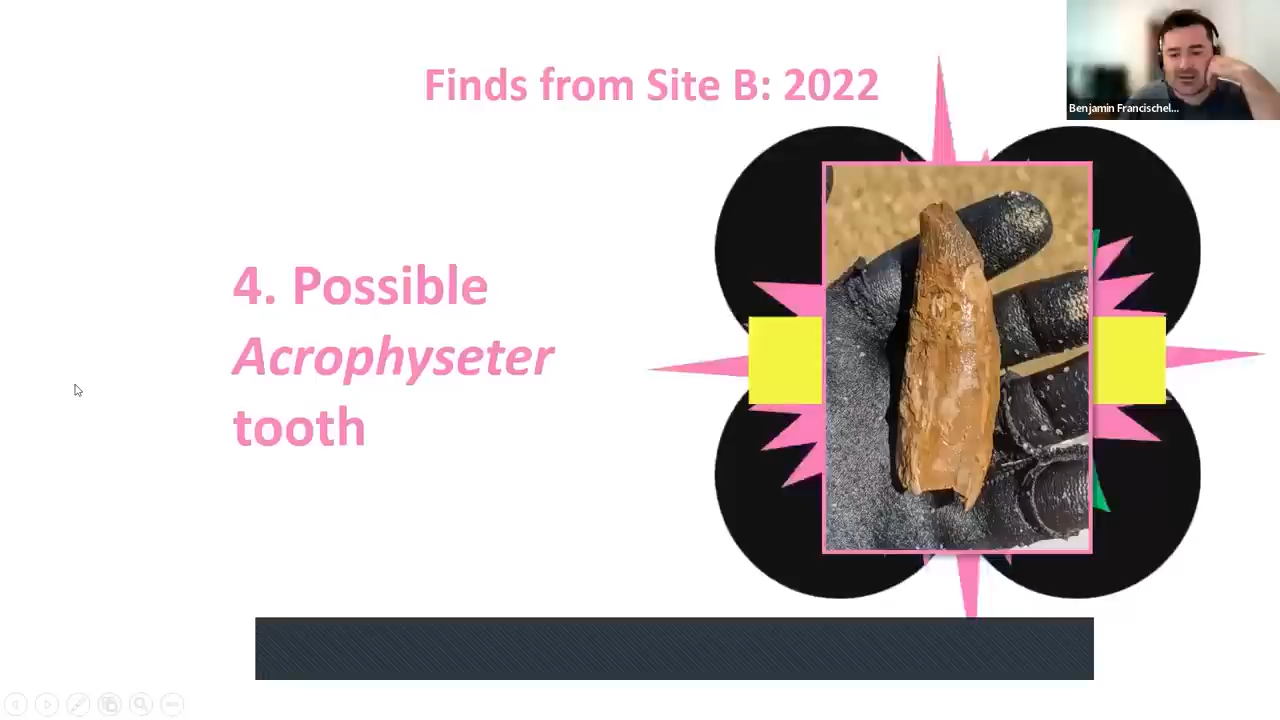 Finds from Site B: 2022
Benjamin Francischel...
4. Possible
Acrophyseter
tooth